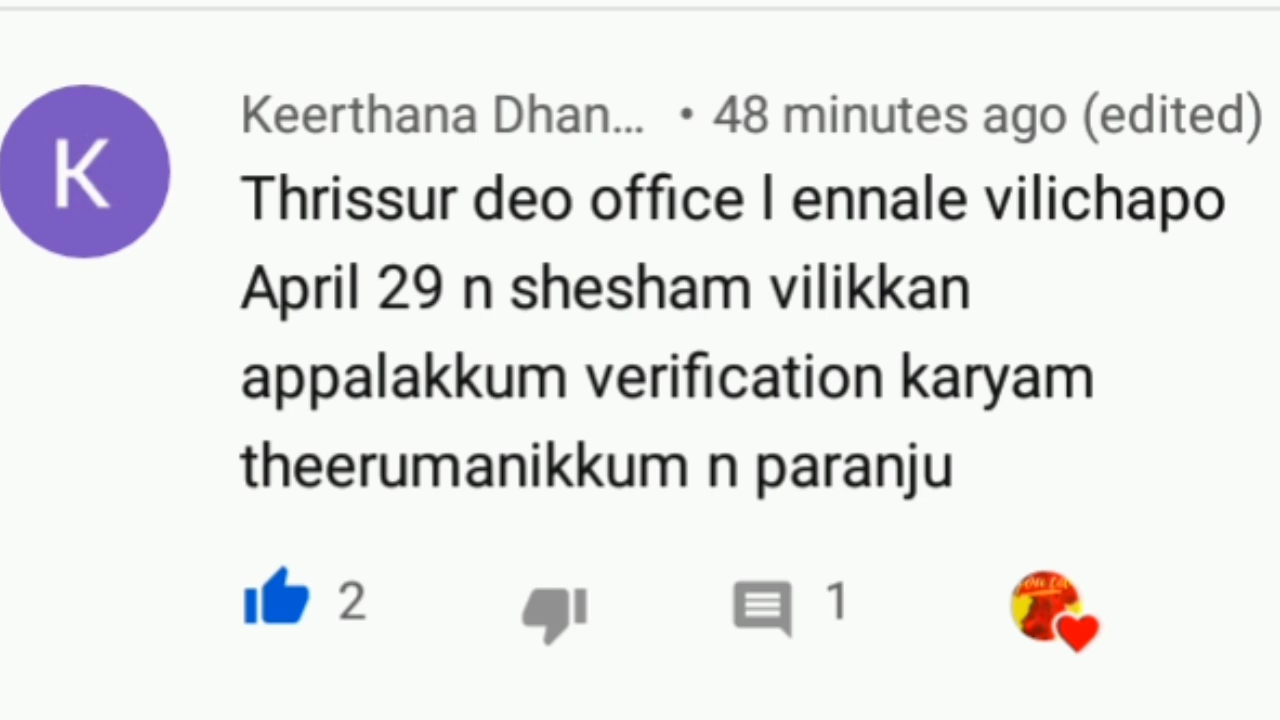 K
Keerthana Dhan... • 48 minutes ago (edited)
Thrissur deo office l ennale vilichapo
April 29 n shesham vilikkan
appalakkum verification karyam
theerumanikkum n paranju
2
1